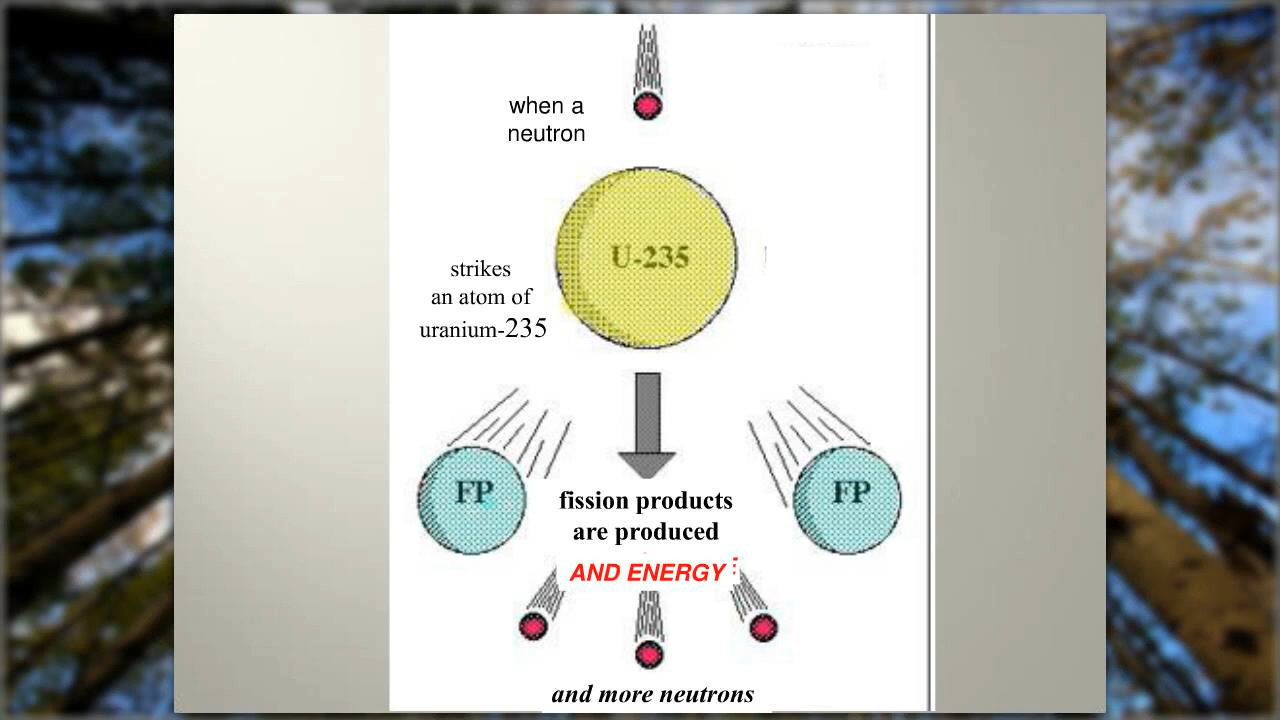 when a
neutron
U-235
strikes
an atom of
uranium-235
FP
FP
fission products
are produced
AND ENERGY
and more neutrons